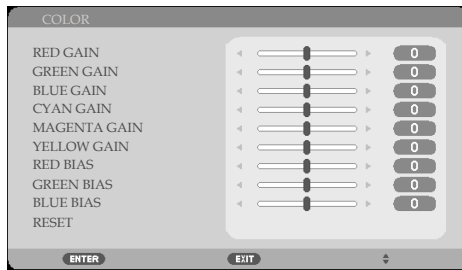 COLOR
RED GAIN 0
GREEN GAIN 0
BLUE GAIN 0
CYAN GAIN 0
MAGENTA GAIN 0
YELLOW GAIN 0
RED BIAS 0
GREEN BIAS 0
BLUE BIAS 0
RESET
ENTER EXIT